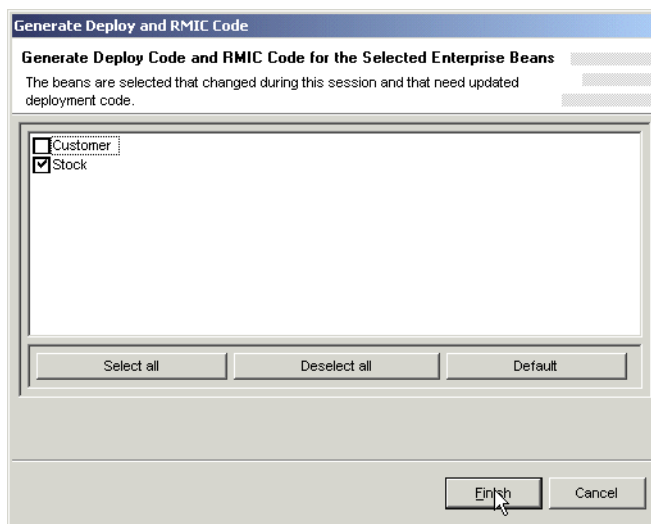 Generate Deploy and RMIC Code
Generate Deploy Code and RMIC Code for the Selected Enterprise Beans
The beans are selected that changed during this session and that need updated
deployment code.
Customer
Stock
Select all Deselect all Default
Finish Cancel